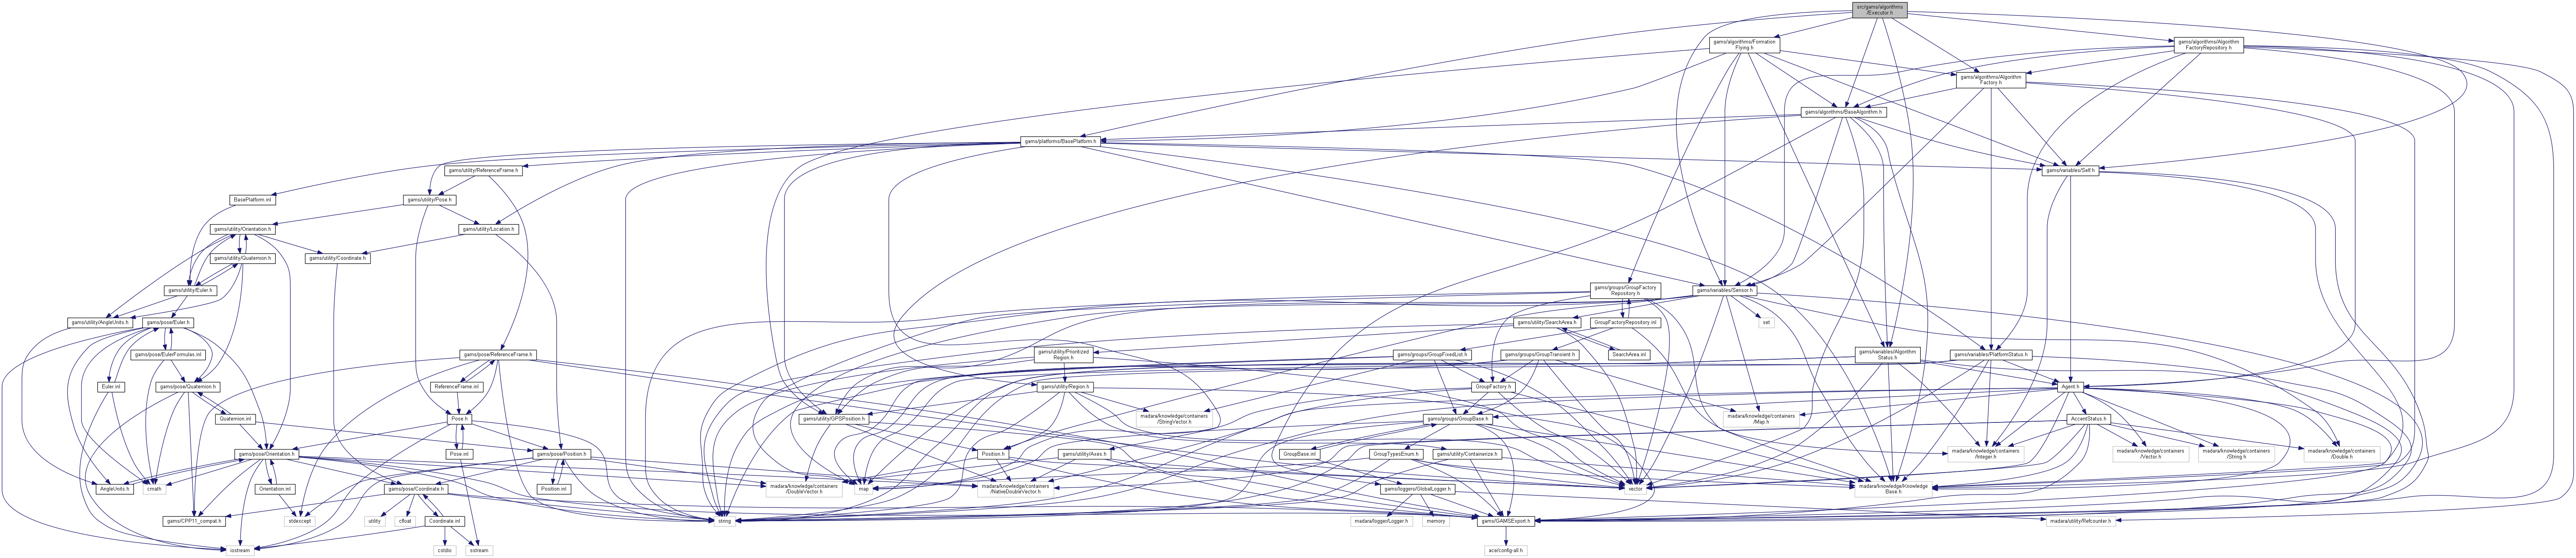 src/gams/algorithms
/Executor.h
gams/algorithms/Formation
Flying.h
gams/algorithms/Algorithm
FactoryRepository.h
gams/algorithms/Algorithm
Factory.h
gams/algorithms/BaseAlgorithm.h
gams/platforms/BasePlatform.h
gams/utility/ReferenceFrame.h
gams/variables/Self.h
BasePlatform.inl
gams/utility/Pose.h
gams/utility/Orientation.h
gams/utility/Location.h
gams/utility/Quaternion.h
gams/utility/Coordinate.h
gams/utility/Euler.h
gams/groups/GroupFactory
Repository.h
gams/variables/Sensor.h
gams/utility/AngleUnits.h
gams/pose/Euler.h
gams/utility/SearchArea.h
GroupFactoryRepository.inl
set
gams/pose/EulerFormulas.inl
gams/pose/ReferenceFrame.h
gams/utility/Prioritized
Region.h
gams/groups/GroupFixedList.h
gams/groups/GroupTransient.h
SearchArea.inl
gams/variables/Algorithm
Status.h
gams/variables/PlatformStatus.h
Euler.inl
gams/pose/Quaternion.h
ReferenceFrame.inl
gams/utility/Region.h
GroupFactory.h
Agent.h
Quaternion.inl
Pose.h
gams/utility/GPSPosition.h
madara/knowledge/containers
/StringVector.h
gams/groups/GroupBase.h
madara/knowledge/containers
/Map.h
AccentStatus.h
gams/pose/Orientation.h
Pose.inl
gams/pose/Position.h
Position.h
gams/utility/Axes.h
GroupBase.inl
GroupTypesEnum.h
gams/utility/Containerize.h
madara/knowledge/containers
/Integer.h
madara/knowledge/containers
/Vector.h
madara/knowledge/containers
/String.h
madara/knowledge/containers
/Double.h
AngleUnits.h
cmath
Orientation.inl
gams/pose/Coordinate.h
Position.inl
madara/knowledge/containers
/DoubleVector.h
map
madara/knowledge/containers
/NativeDoubleVector.h
gams/loggers/GlobalLogger.h
vector
madara/knowledge/Knowledge
Base.h
gams/CPP11_compat.h
stdexcept
utility
cfloat
Coordinate.inl
string
madara/logger/Logger.h
memory
gams/GAMSExport.h
madara/utility/Refcounter.h
iostream
cstdio
sstream
ace/config-all.h